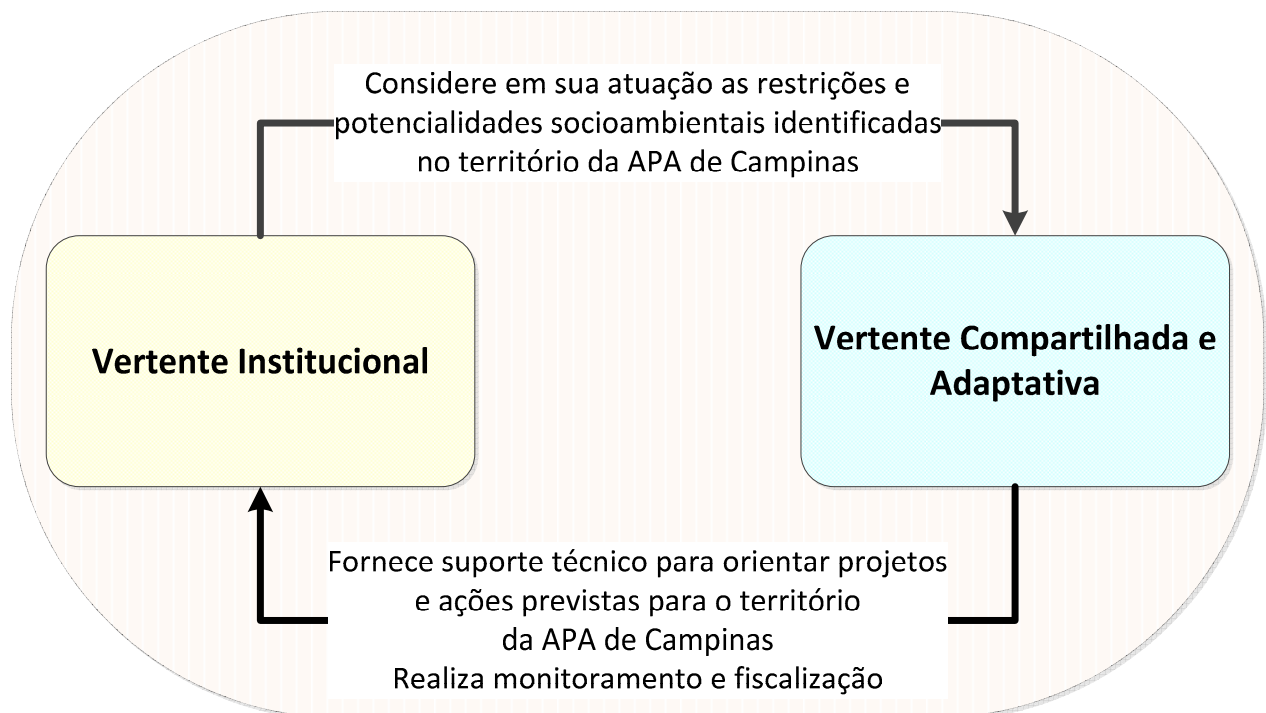 Considere em sua atuação as restrições e
potencialidades socioambientais identificadas
no território da APA de Campinas
Vertente Institucional
Vertente Compartilhada e
Adaptativa
Fornece suporte técnico para orientar projetos
e ações previstas para o território
da APA de Campinas
Realiza monitoramento e fiscalização